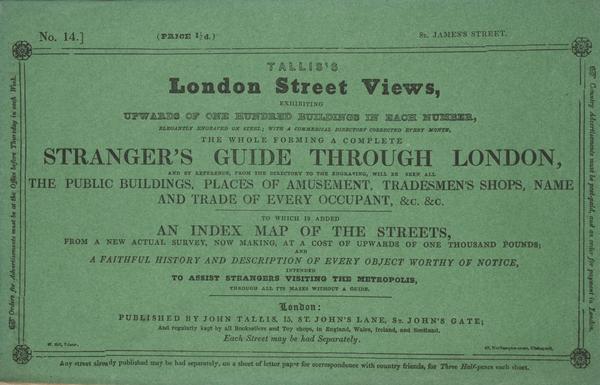 No. 14.]
(PRICE 1½d.)
St. JAMES'S STREET.
TALLIS'S
London Street Views,
EXHIBITING
UPWARDS OF ONE HUNDRED BUILDINGS IN EACH NUMBER,
ELEGANTLY ENGRAVED ON STEEL; WITH A COMMERCIAL DIRECTORY CORRECTED EVERY MONTH,
THE WHOLE FORMING A COMPLETE
STRANGER'S GUIDE THROUGH LONDON,
AND BY REFERENCE, FROM THE DIRECTORY TO THE ENGRAVING, WILL BE SEEN ALL
THE PUBLIC BUILDINGS, PLACES OF AMUSEMENT, TRADESMEN'S SHOPS, NAME
AND TRADE OF EVERY OCCUPANT, &c. &c.
TO WHICH IS ADDED
AN INDEX MAP OF THE STREETS,
FROM A NEW ACTUAL SURVEY, NOW MAKING, AT A COST OF UPWARDS OF ONE THOUSAND POUNDS;
AND
A FAITHFUL HISTORY AND DESCRIPTION OF EVERY OBJECT WORTHY OF NOTICE,
INTENDED
TO ASSIST STRANGERS VISITING THE METROPOLIS,
THROUGH ALL ITS MAZES WITHOUT A GUIDE.
London:
PUBLISHED BY JOHN TALLIS, 15, ST. JOHN'S LANE, St. JOHN'S GATE;
And regularly kept by all Booksellers and Toy shops, in England, Wales, Ireland, and Scotland.
Each Street may be had Separately.
Any street already published may be had separately, on a sheet of letter paper for correspondence with country friends, for Three Half-pence each sheet.
Orders for Advertisements must be at the Office before Thursday in each Week.
Country Advertisements must be post-paid, and an order for payment in London.